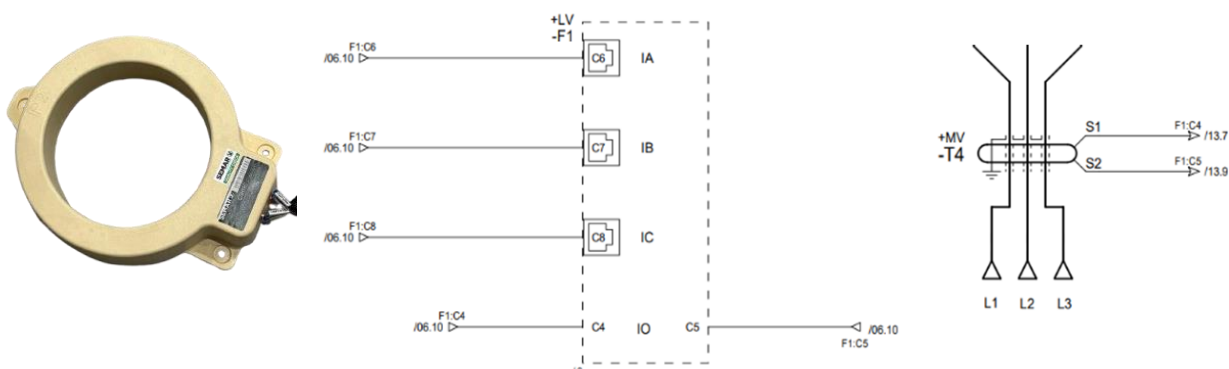 SEMAR
+LV
-F1
F1:C6
/06.10
C6
IA
F1:C7
/06.10
C7
IB
F1:C8
/06.10
C8
IC
F1:C4
/06.10
C4
IO
C5
/06.10
F1:C5
+MV
-T4
S1
F1:C4
/13.7
S2
F1:C5
/13.9
L1
L2
L3